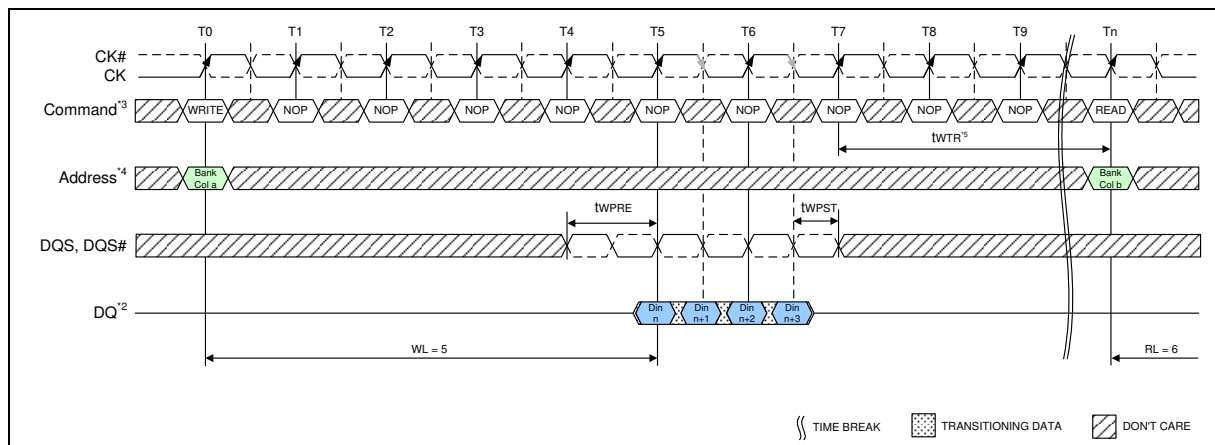 T0 T1 T2 T3 T4 T5 T6 T7 T8 T9 Tn
CK#
CK
Command*3 WRITE NOP NOP NOP NOP NOP NOP NOP NOP NOP READ
tWTR*5
Address*4 Bank Col a Bank Col b
tWPRE tWPST
DQS, DQS#
DQ*2 Din n Din n+1 Din n+2 Din n+3
WL = 5 RL = 6
TIME BREAK TRANSITIONING DATA DON'T CARE